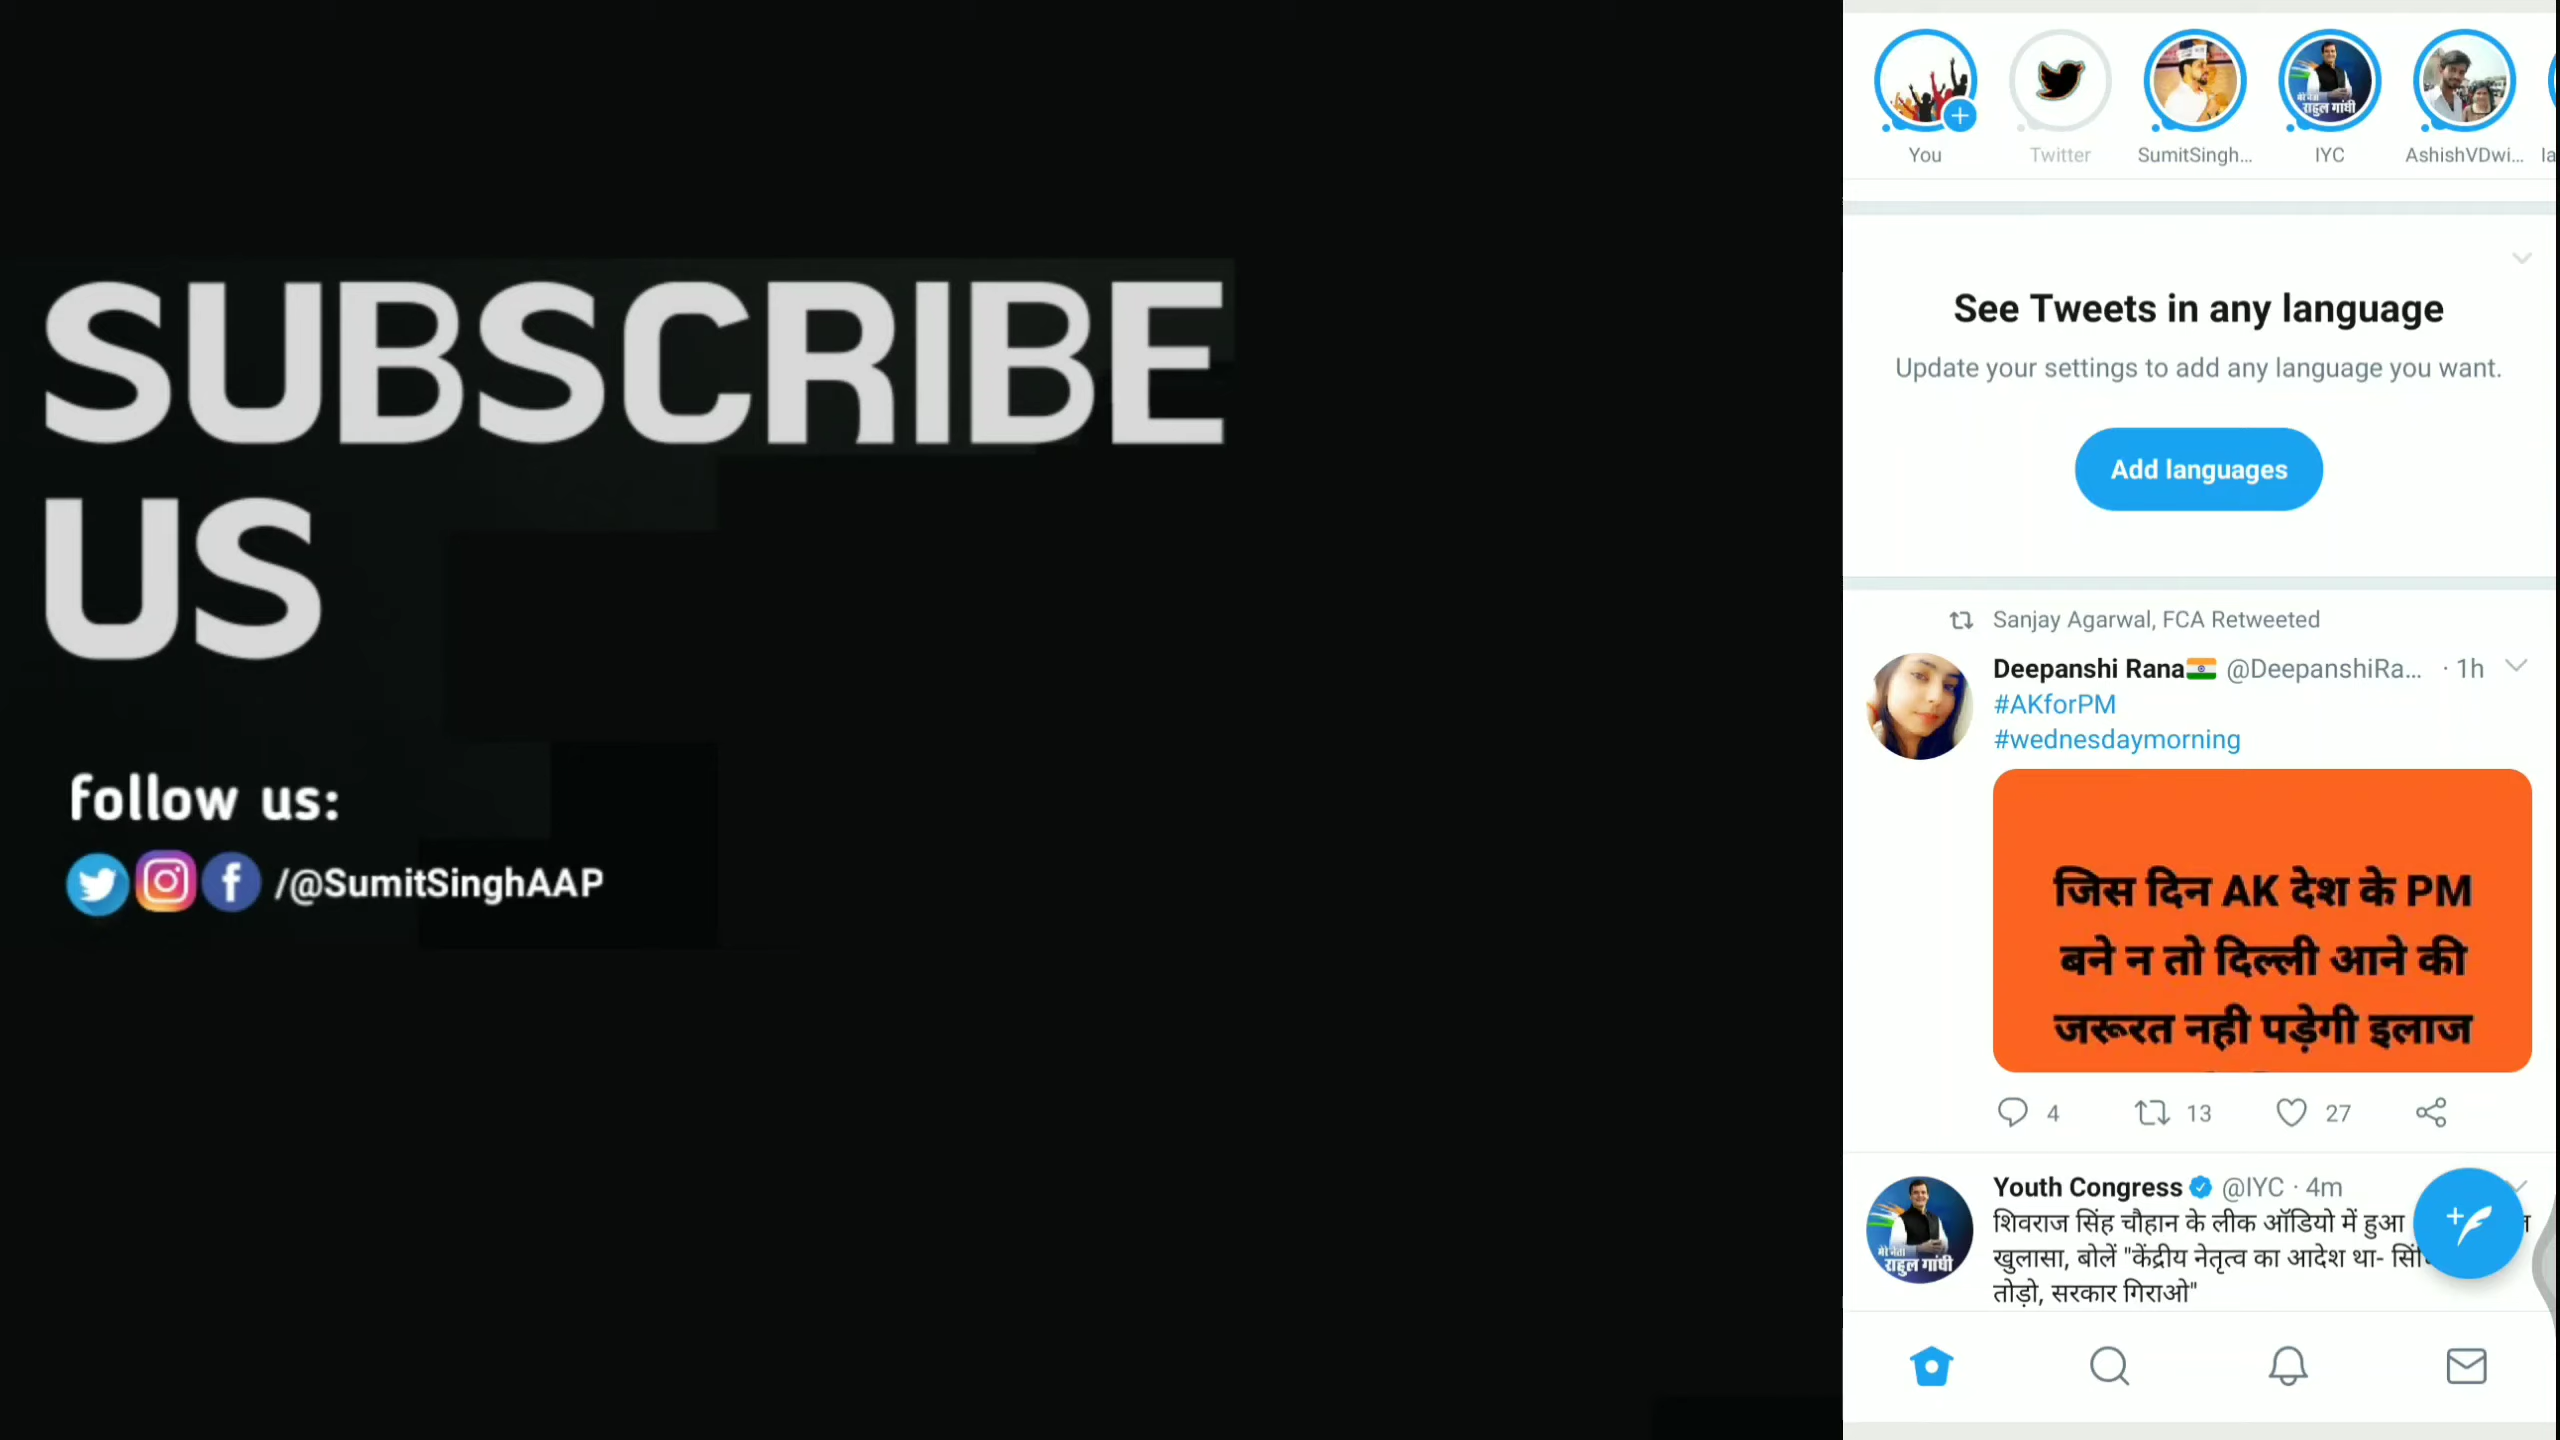 SUBSCRIBE
US
follow us:
/@SumitSinghAAP
मेरे नेता
राहुल गांधी
You
Twitter
SumitSingh...
IYC
AshishVDwi...
la
See Tweets in any language
Update your settings to add any language you want.
Add languages
Sanjay Agarwal, FCA Retweeted
Deepanshi Rana @DeepanshiRa... · 1h
#AKforPM
#wednesdaymorning
जिस दिन AK देश के PM
बने न तो दिल्ली आने की
जरूरत नही पड़ेगी इलाज
4 13 27
Youth Congress @IYC · 4m
शिवराज सिंह चौहान के लीक ऑडियो में हुआ
खुलासा, बोलें "केंद्रीय नेतृत्व का आदेश था-
तोड़ो, सरकार गिराओ"
मेरे नेता
राहुल गांधी